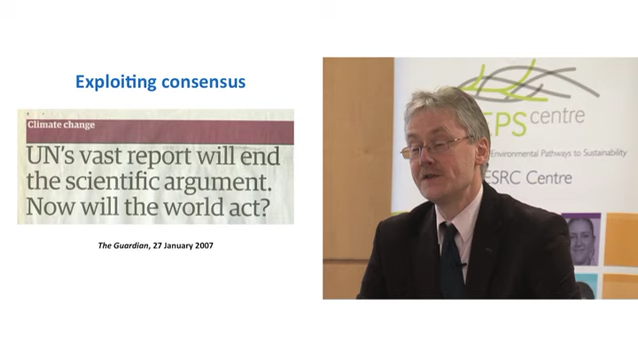 Exploiting consensus
Climate change
UN's vast report will end
the scientific argument.
Now will the world act?
The Guardian, 27 January 2007
EPS centre
Environmental Pathways to Sustainability
ESRC Centre